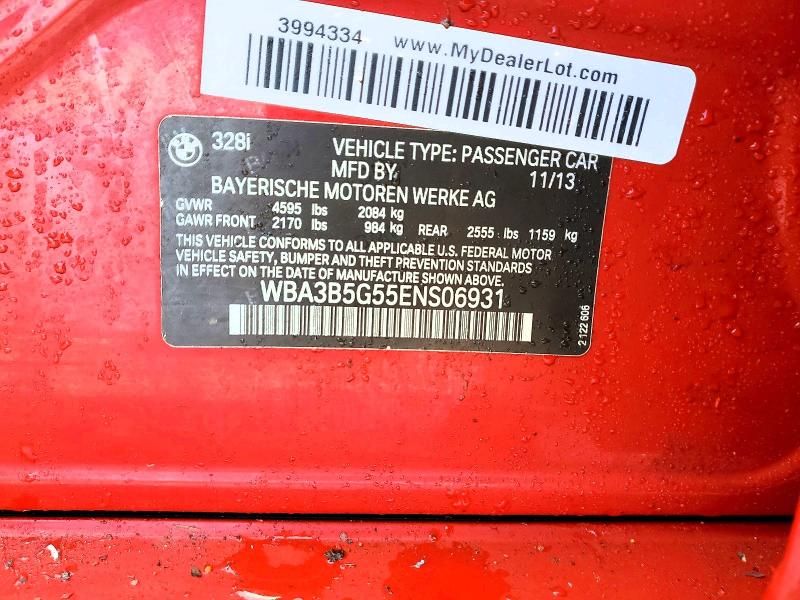 3994334 www.MyDealerLot.com
328i VEHICLE TYPE: PASSENGER CAR
MFD BY 11/13
BAYERISCHE MOTOREN WERKE AG
GVWR 4595 lbs 2084 kg
GAWR FRONT 2170 lbs 984 kg REAR 2555 lbs 1159 kg
THIS VEHICLE CONFORMS TO ALL APPLICABLE U.S. FEDERAL MOTOR
VEHICLE SAFETY, BUMPER AND THEFT PREVENTION STANDARDS
IN EFFECT ON THE DATE OF MANUFACTURE SHOWN ABOVE.
WBA3B5G55ENS06931
2 122 606